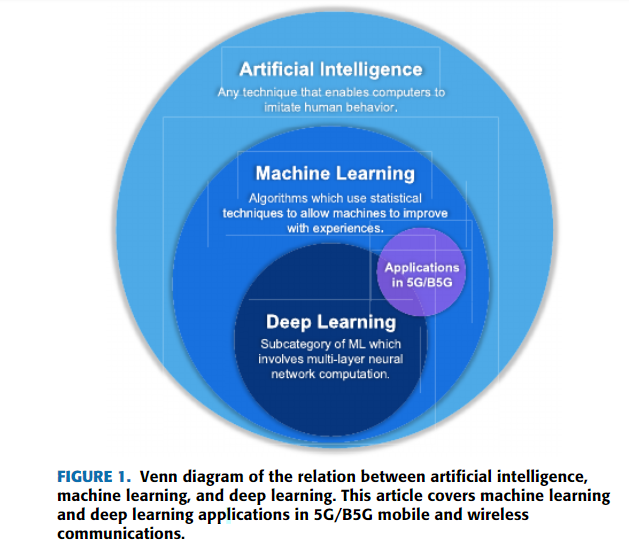 Artificial Intelligence
Any technique that enables computers to
imitate human behavior.
Machine Learning
Algorithms which use statistical
techniques to allow machines to improve
with experiences.
Applications
in 5G/B5G
Deep Learning
Subcategory of ML which
involves multi-layer neural
network computation.
FIGURE 1. Venn diagram of the relation between artificial intelligence,
machine learning, and deep learning. This article covers machine learning
and deep learning applications in 5G/B5G mobile and wireless
communications.